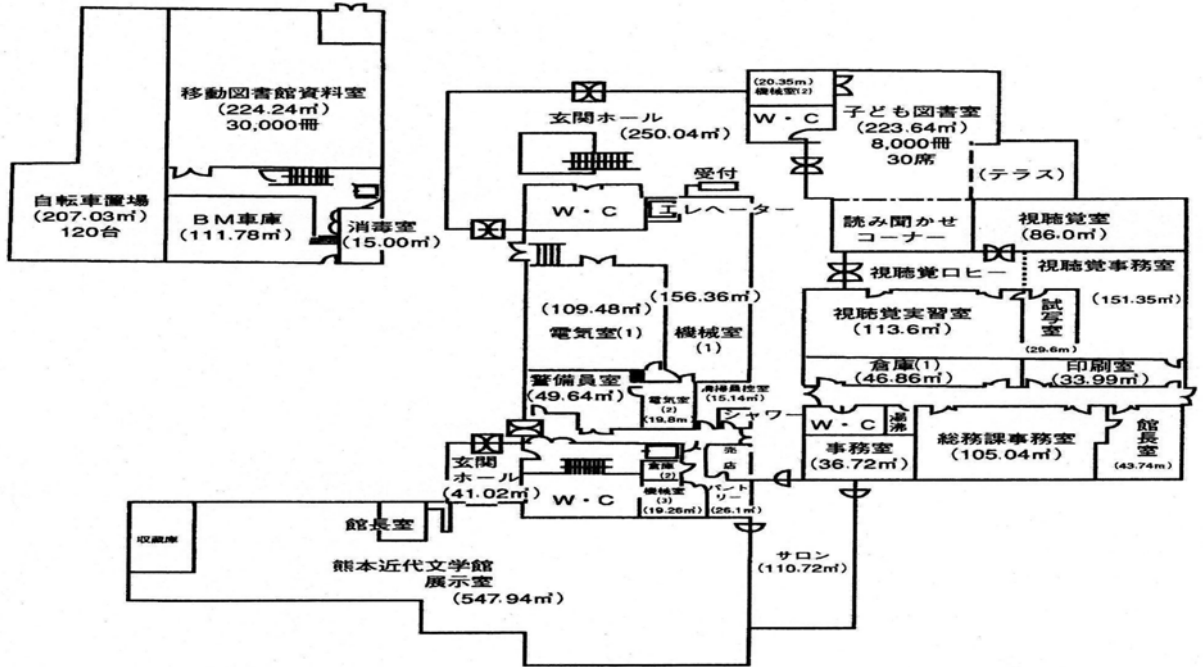 移動図書館資料室
(224.24㎡)
30,000冊
自転車置場
(207.03㎡)
120台
BM車庫
(111.78㎡)
消毒室
(15.00㎡)
玄関ホール
(250.04㎡)
(20.35m)
機械室(2)
W・C
子ども図書室
(223.64㎡)
8,000冊
30席
(テラス)
受付
W・C
エレベーター
読み聞かせ
コーナー
視聴覚室
(86.0㎡)
視聴覚ロビー
視聴覚事務室
(151.35㎡)
(109.48㎡)
電気室(1)
(156.36㎡)
機械室
(1)
視聴覚実習室
(113.6㎡)
試写室
(29.6m)
倉庫(1)
(46.86㎡)
印刷室
(33.99㎡)
警備員室
(49.64㎡)
電気室
(2)
(19.8m)
清掃員控室
(15.14㎡)
シャワー
W・C
湯沸
事務室
(36.72㎡)
総務課事務室
(105.04㎡)
館長室
(43.74m)
玄関
ホール
(41.02㎡)
W・C
倉庫
(2)
機械室
(3)
(19.26㎡)
売店
パントリー
(26.1㎡)
収蔵庫
館長室
熊本近代文学館
展示室
(547.94㎡)
サロン
(110.72㎡)